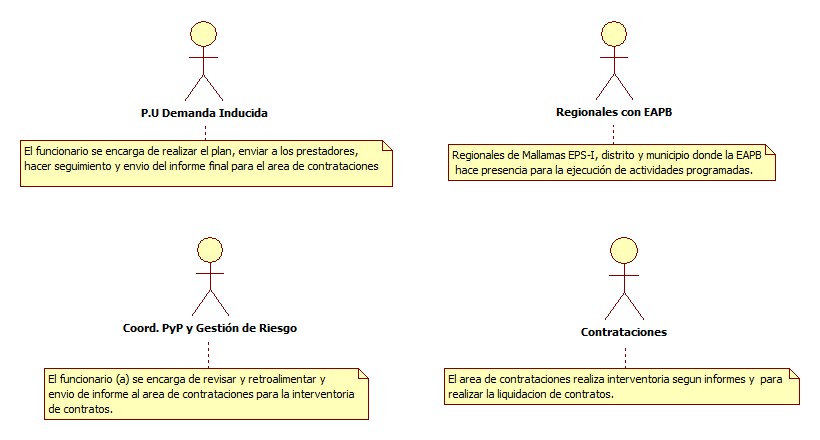 P.U Demanda Inducida
El funcionario se encarga de realizar el plan, enviar a los prestadores,
hacer seguimiento y envio del informe final para el area de contrataciones
Regionales con EAPB
Regionales de Mallamas EPS-I, distrito y municipio donde la EAPB
hace presencia para la ejecución de actividades programadas.
Coord. PyP y Gestión de Riesgo
El funcionario (a) se encarga de revisar y retroalimentar y
envio de informe al area de contrataciones para la interventoria
de contratos.
Contrataciones
El area de contrataciones realiza interventoria segun informes y para
realizar la liquidacion de contratos.